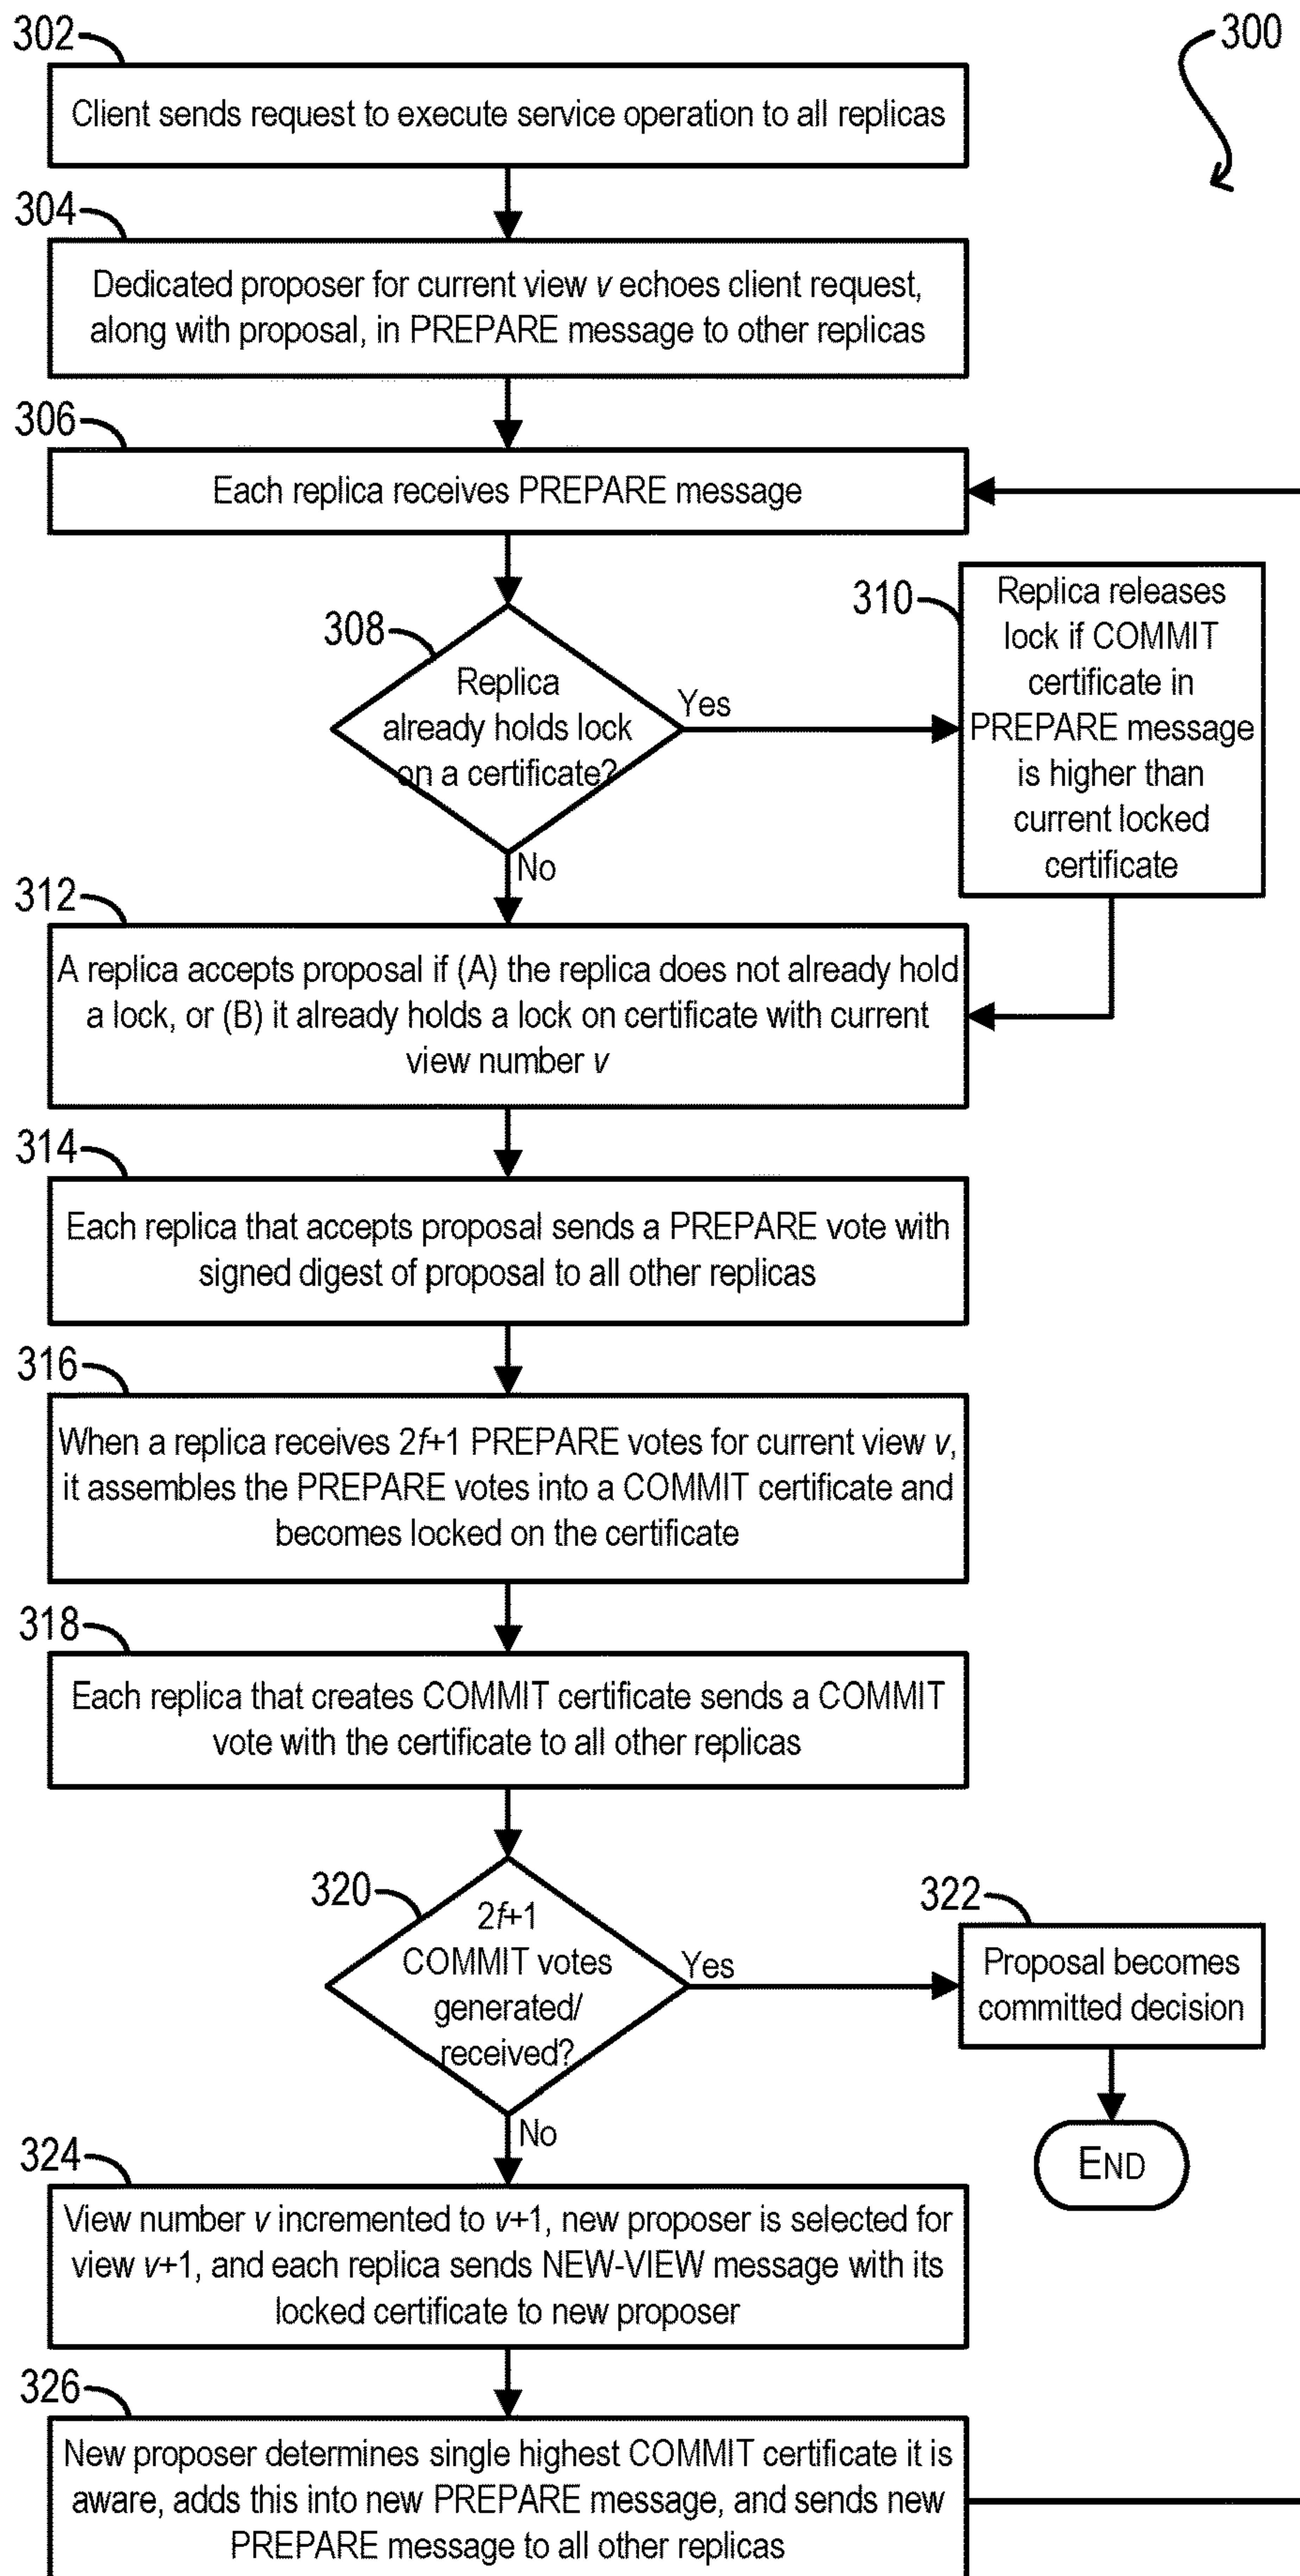 302
300
Client sends request to execute service operation to all replicas
304
Dedicated proposer for current view v echoes client request,
along with proposal, in PREPARE message to other replicas
306
Each replica receives PREPARE message
308
Replica
already holds lock
on a certificate?
Yes
No
310
Replica releases
lock if COMMIT
certificate in
PREPARE message
is higher than
current locked
certificate
312
A replica accepts proposal if (A) the replica does not already hold
a lock, or (B) it already holds a lock on certificate with current
view number v
314
Each replica that accepts proposal sends a PREPARE vote with
signed digest of proposal to all other replicas
316
When a replica receives 2f+1 PREPARE votes for current view v,
it assembles the PREPARE votes into a COMMIT certificate and
becomes locked on the certificate
318
Each replica that creates COMMIT certificate sends a COMMIT
vote with the certificate to all other replicas
320
2f+1
COMMIT votes
generated/
received?
Yes
No
322
Proposal becomes
committed decision
END
324
View number v incremented to v+1, new proposer is selected for
view v+1, and each replica sends NEW-VIEW message with its
locked certificate to new proposer
326
New proposer determines single highest COMMIT certificate it is
aware, adds this into new PREPARE message, and sends new
PREPARE message to all other replicas